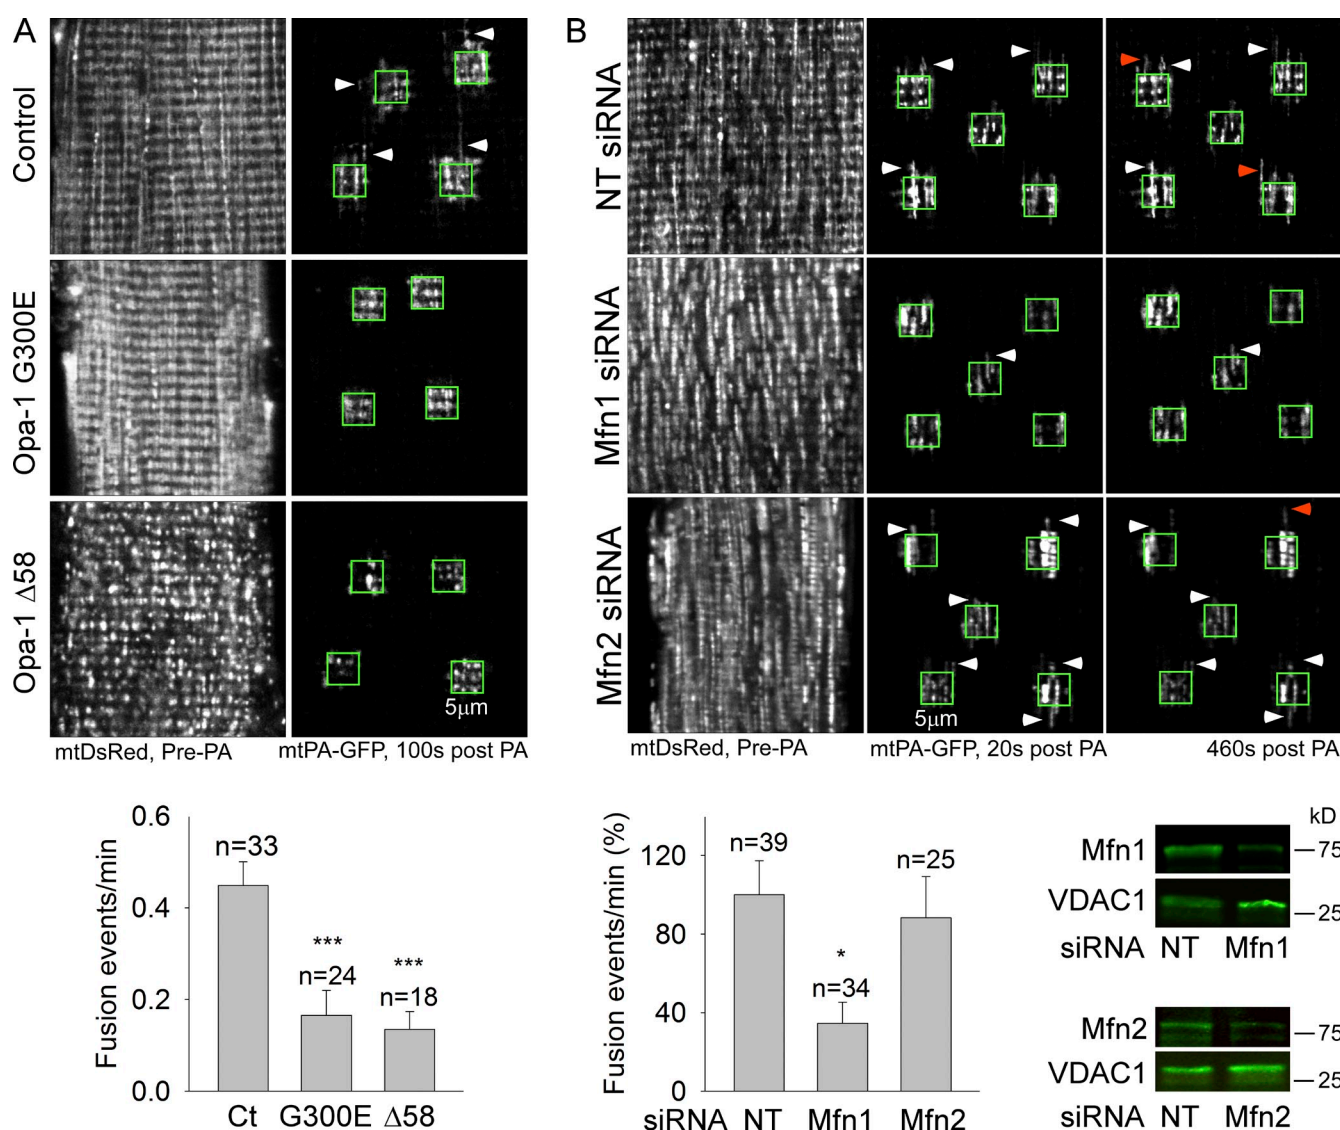 A
Control
Opa-1 G300E
Opa-1 Δ58
5μm
mtDsRed, Pre-PA
mtPA-GFP, 100s post PA
B
NT siRNA
Mfn1 siRNA
Mfn2 siRNA
5μm
mtDsRed, Pre-PA
mtPA-GFP, 20s post PA
460s post PA
Fusion events/min
0.6
0.4
0.2
0.0
n=33
***
n=24
***
n=18
Ct G300E Δ58
Fusion events/min (%)
120
80
40
0
n=39
*
n=34
n=25
siRNA NT Mfn1 Mfn2
kD
Mfn1
75
VDAC1
25
siRNA NT Mfn1
Mfn2
75
VDAC1
25
siRNA NT Mfn2